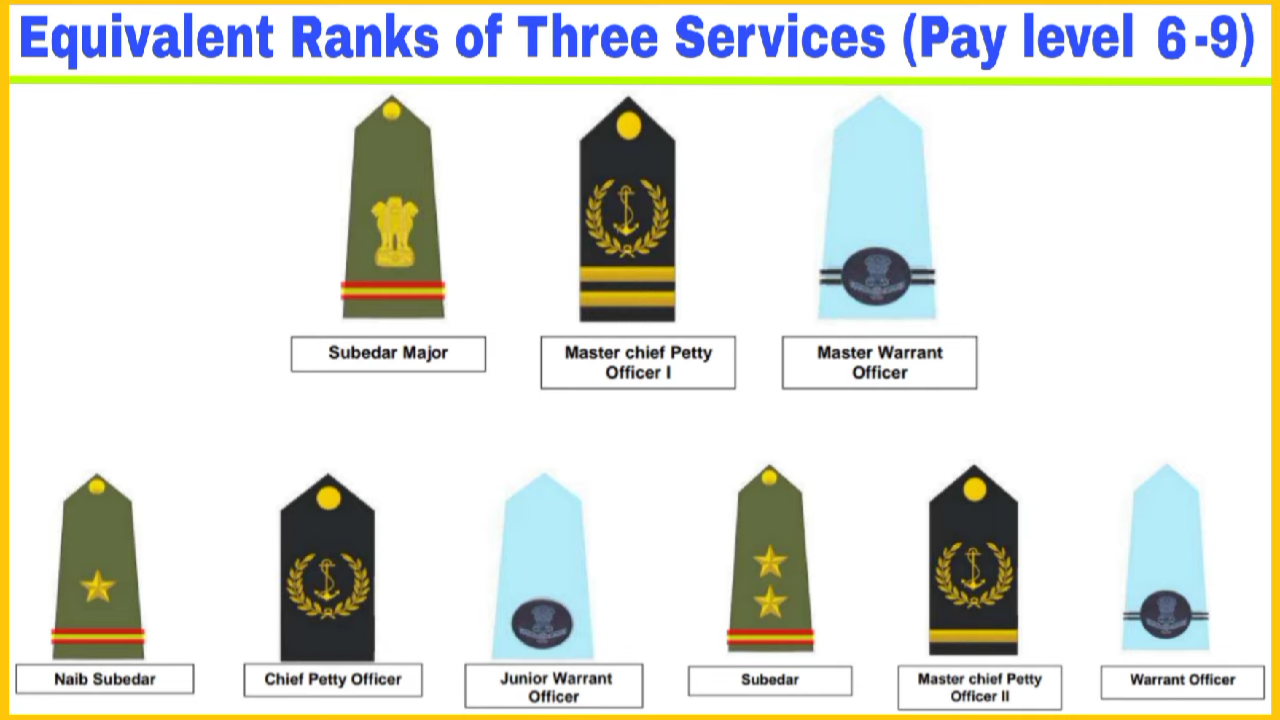 Equivalent Ranks of Three Services (Pay level 6-9)
Subedar Major
Master chief Petty
Officer I
Master Warrant
Officer
Naib Subedar
Chief Petty Officer
Junior Warrant
Officer
Subedar
Master chief Petty
Officer II
Warrant Officer